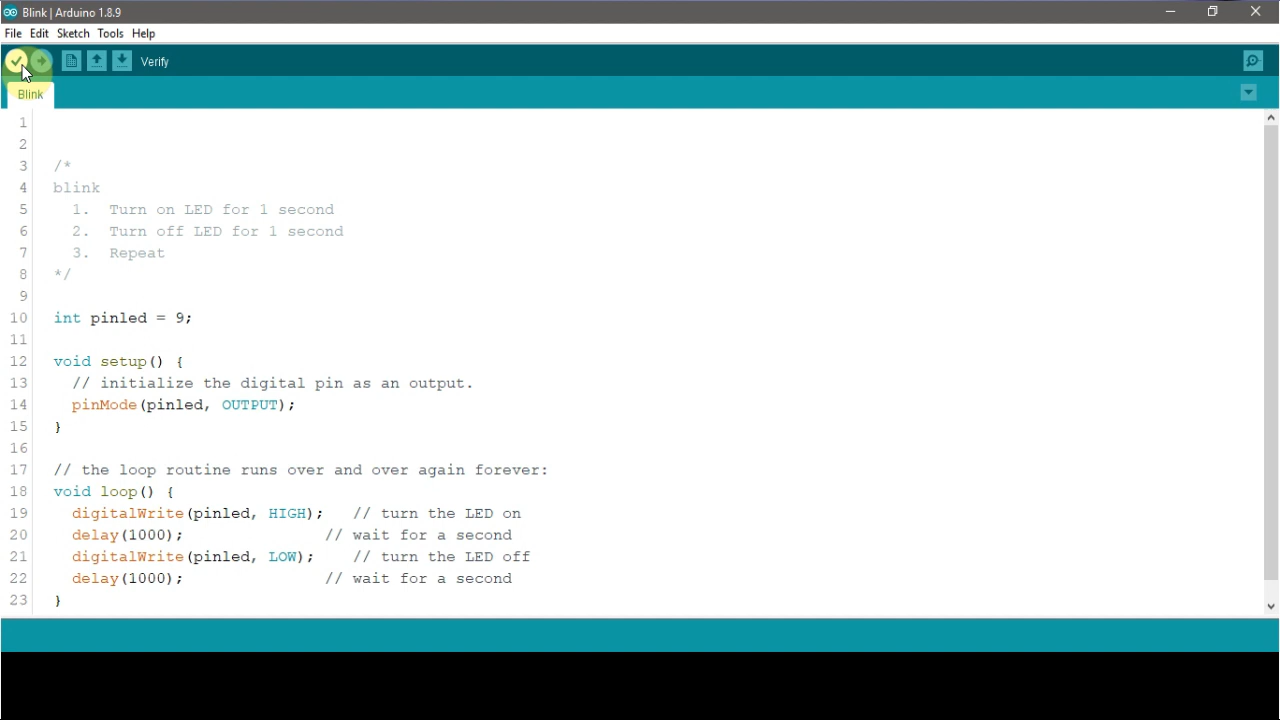 Blink | Arduino 1.8.9
File Edit Sketch Tools Help
Verify
Blink
1
2
3 /*
4 blink
5 1. Turn on LED for 1 second
6 2. Turn off LED for 1 second
7 3. Repeat
8 */
9
10 int pinled = 9;
11
12 void setup() {
13 // initialize the digital pin as an output.
14 pinMode(pinled, OUTPUT);
15 }
16
17 // the loop routine runs over and over again forever:
18 void loop() {
19 digitalWrite(pinled, HIGH); // turn the LED on
20 delay(1000); // wait for a second
21 digitalWrite(pinled, LOW); // turn the LED off
22 delay(1000); // wait for a second
23 }